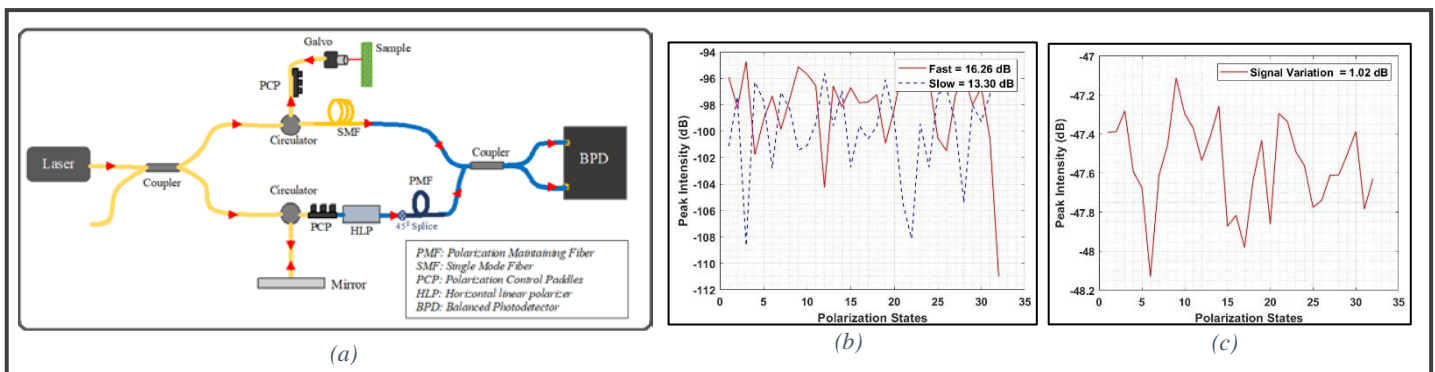 Galvo
Sample
PCP
Circulator
SMF
Laser
Coupler
Coupler
BPD
Circulator
PMF
PCP
HLP
45⁰ Splice
Mirror
PMF: Polarization Maintaining Fiber
SMF: Single Mode Fiber
PCP: Polarization Control Paddles
HLP: Horizontal linear polarizer
BPD: Balanced Photodetector
(a)
-94
-96
-98
-100
-102
-104
-106
-108
-110
-112
Peak Intensity (dB)
Fast = 16.26 dB
Slow = 13.30 dB
0 5 10 15 20 25 30 35
Polarization States
(b)
-47
-47.2
-47.4
-47.6
-47.8
-48
-48.2
Peak Intensity (dB)
Signal Variation = 1.02 dB
0 5 10 15 20 25 30 35
Polarization States
(c)